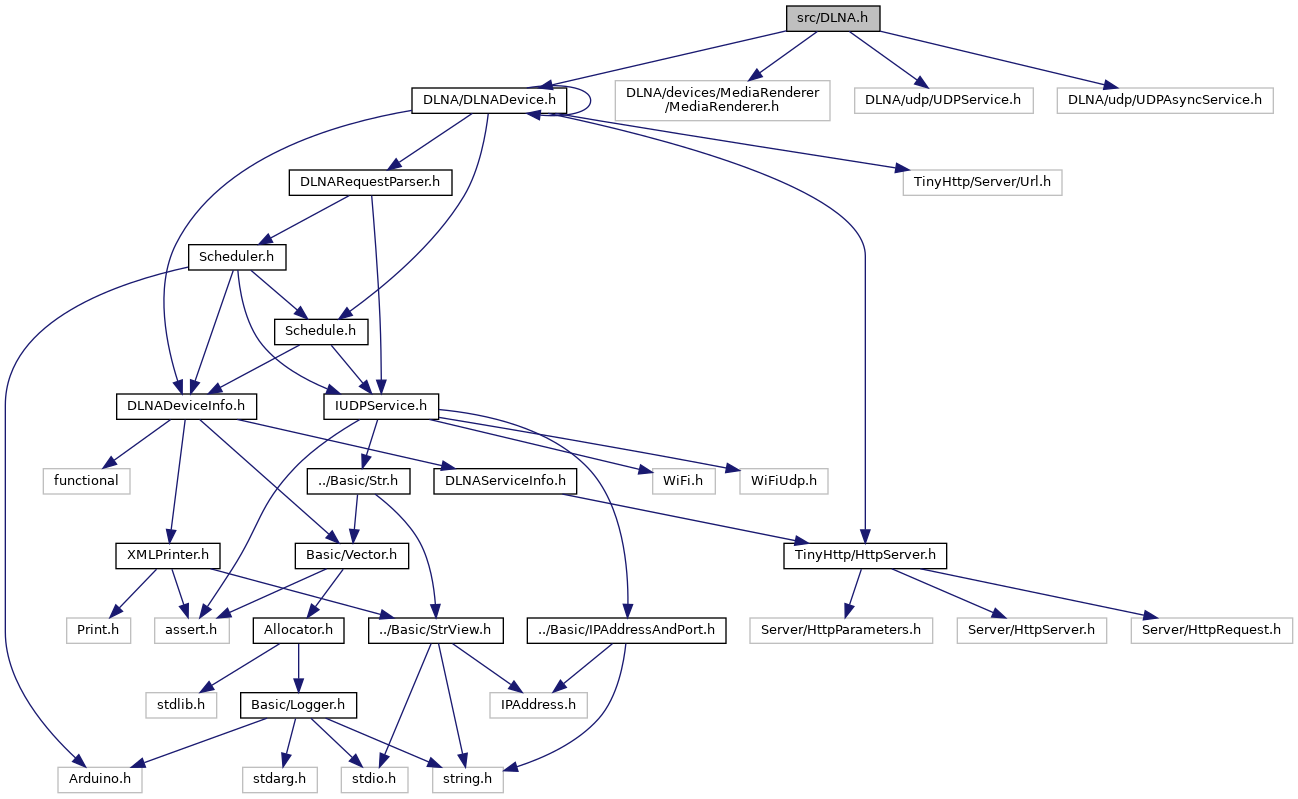 src/DLNA.h
DLNA/DLNADevice.h
DLNA/devices/MediaRenderer
/MediaRenderer.h
DLNA/udp/UDPService.h
DLNA/udp/UDPAsyncService.h
DLNARequestParser.h
TinyHttp/Server/Url.h
Scheduler.h
Schedule.h
DLNADeviceInfo.h
IUDPService.h
functional
../Basic/Str.h
DLNAServiceInfo.h
WiFi.h
WiFiUdp.h
XMLPrinter.h
Basic/Vector.h
TinyHttp/HttpServer.h
Print.h
assert.h
Allocator.h
../Basic/StrView.h
../Basic/IPAddressAndPort.h
Server/HttpParameters.h
Server/HttpServer.h
Server/HttpRequest.h
stdlib.h
Basic/Logger.h
IPAddress.h
Arduino.h
stdarg.h
stdio.h
string.h